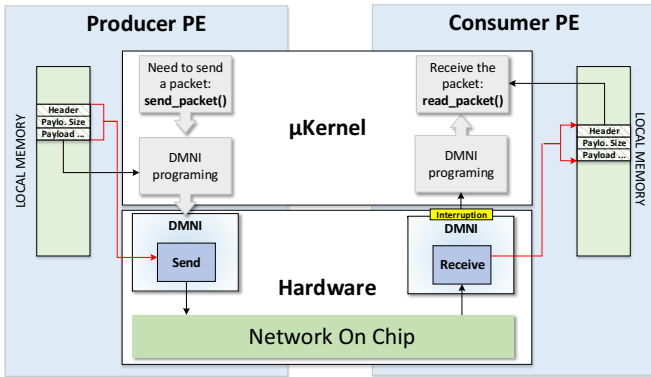 Producer PE
Consumer PE
Need to send
a packet:
send_packet()
Receive the
packet:
read_packet()
µKernel
LOCAL MEMORY
Header
Paylo. Size
Payload ...
DMNI
programing
DMNI
programing
LOCAL MEMORY
Header
Paylo. Size
Payload ...
Interruption
DMNI
Send
DMNI
Receive
Hardware
Network On Chip